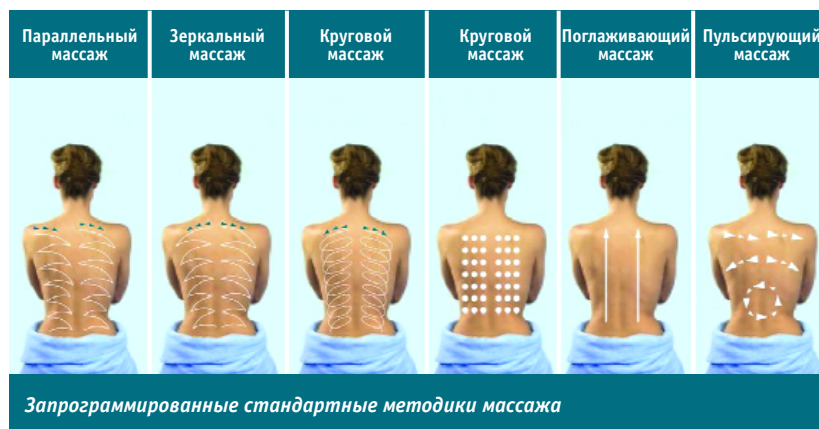 Параллельный
массаж
Зеркальный
массаж
Круговой
массаж
Круговой
массаж
Поглаживающий
массаж
Пульсирующий
массаж
Запрограммированные стандартные методики массажа